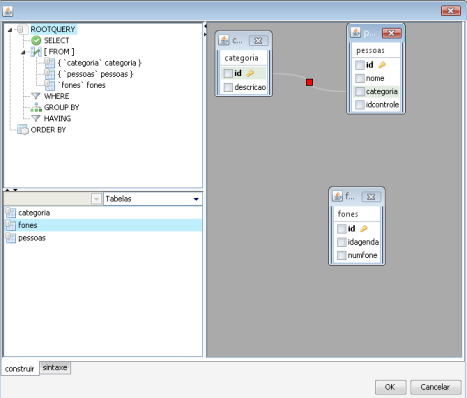 ROOTQUERY
SELECT
[ FROM ]
{ `categoria` categoria }
{ `pessoas` pessoas }
`fones` fones
WHERE
GROUP BY
HAVING
ORDER BY
Tabelas
categoria
fones
pessoas
c...
categoria
id
descricao
p...
pessoas
id
nome
categoria
idcontrole
f...
fones
id
idagenda
numfone
construir
sintaxe
OK
Cancelar